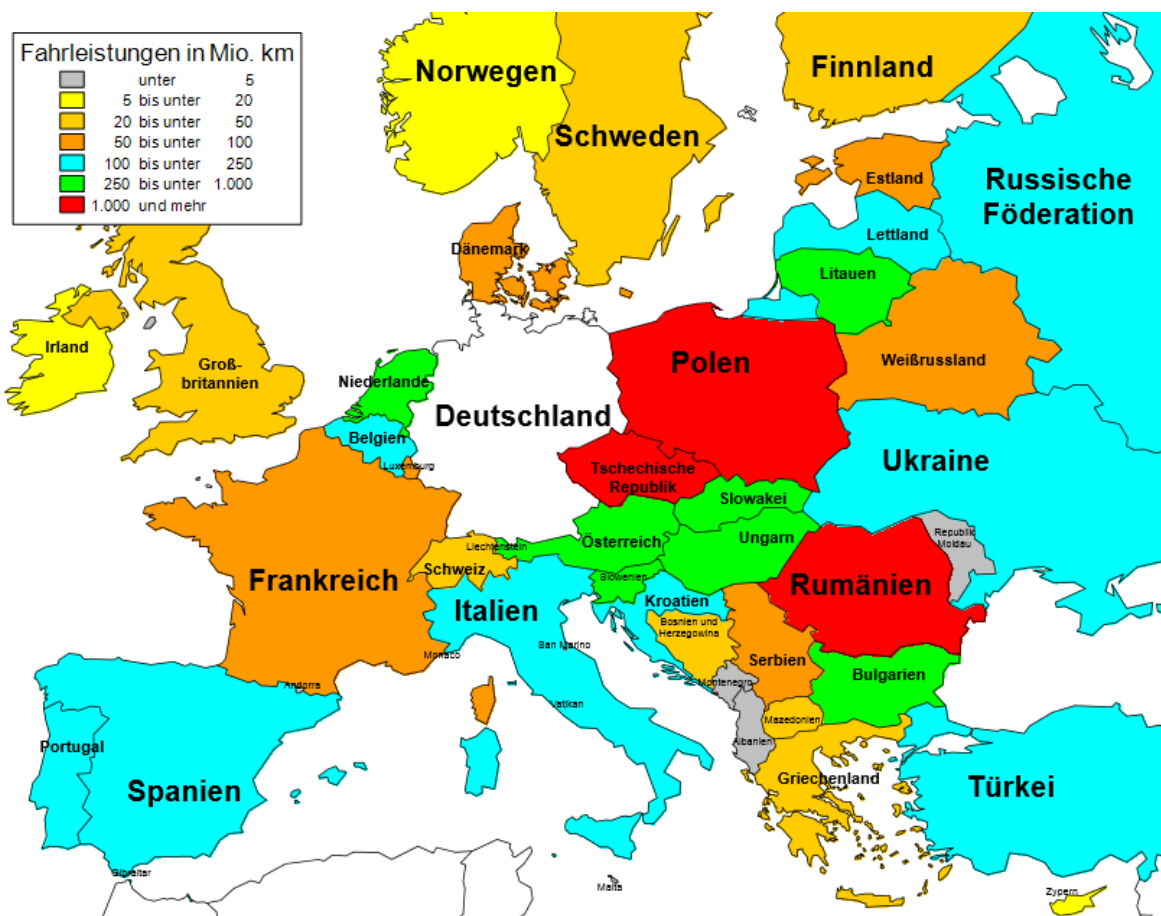 Fahrleistungen in Mio. km
unter 5
5 bis unter 20
20 bis unter 50
50 bis unter 100
100 bis unter 250
250 bis unter 1.000
1.000 und mehr
Norwegen
Finnland
Schweden
Estland
Russische
Föderation
Lettland
Dänemark
Litauen
Irland
Groß-
britannien
Niederlande
Polen
Weißrussland
Deutschland
Belgien
Luxemburg
Tschechische
Republik
Ukraine
Slowakei
Republik
Moldau
Österreich
Ungarn
Liechtenstein
Schweiz
Frankreich
Slowenien
Rumänien
Italien
Kroatien
Bosnien und
Herzegowina
San Marino
Monaco
Serbien
Bulgarien
Andorra
Montenegro
Vatikan
Mazedonien
Portugal
Albanien
Spanien
Griechenland
Türkei
Gibraltar
Malta
Zypern